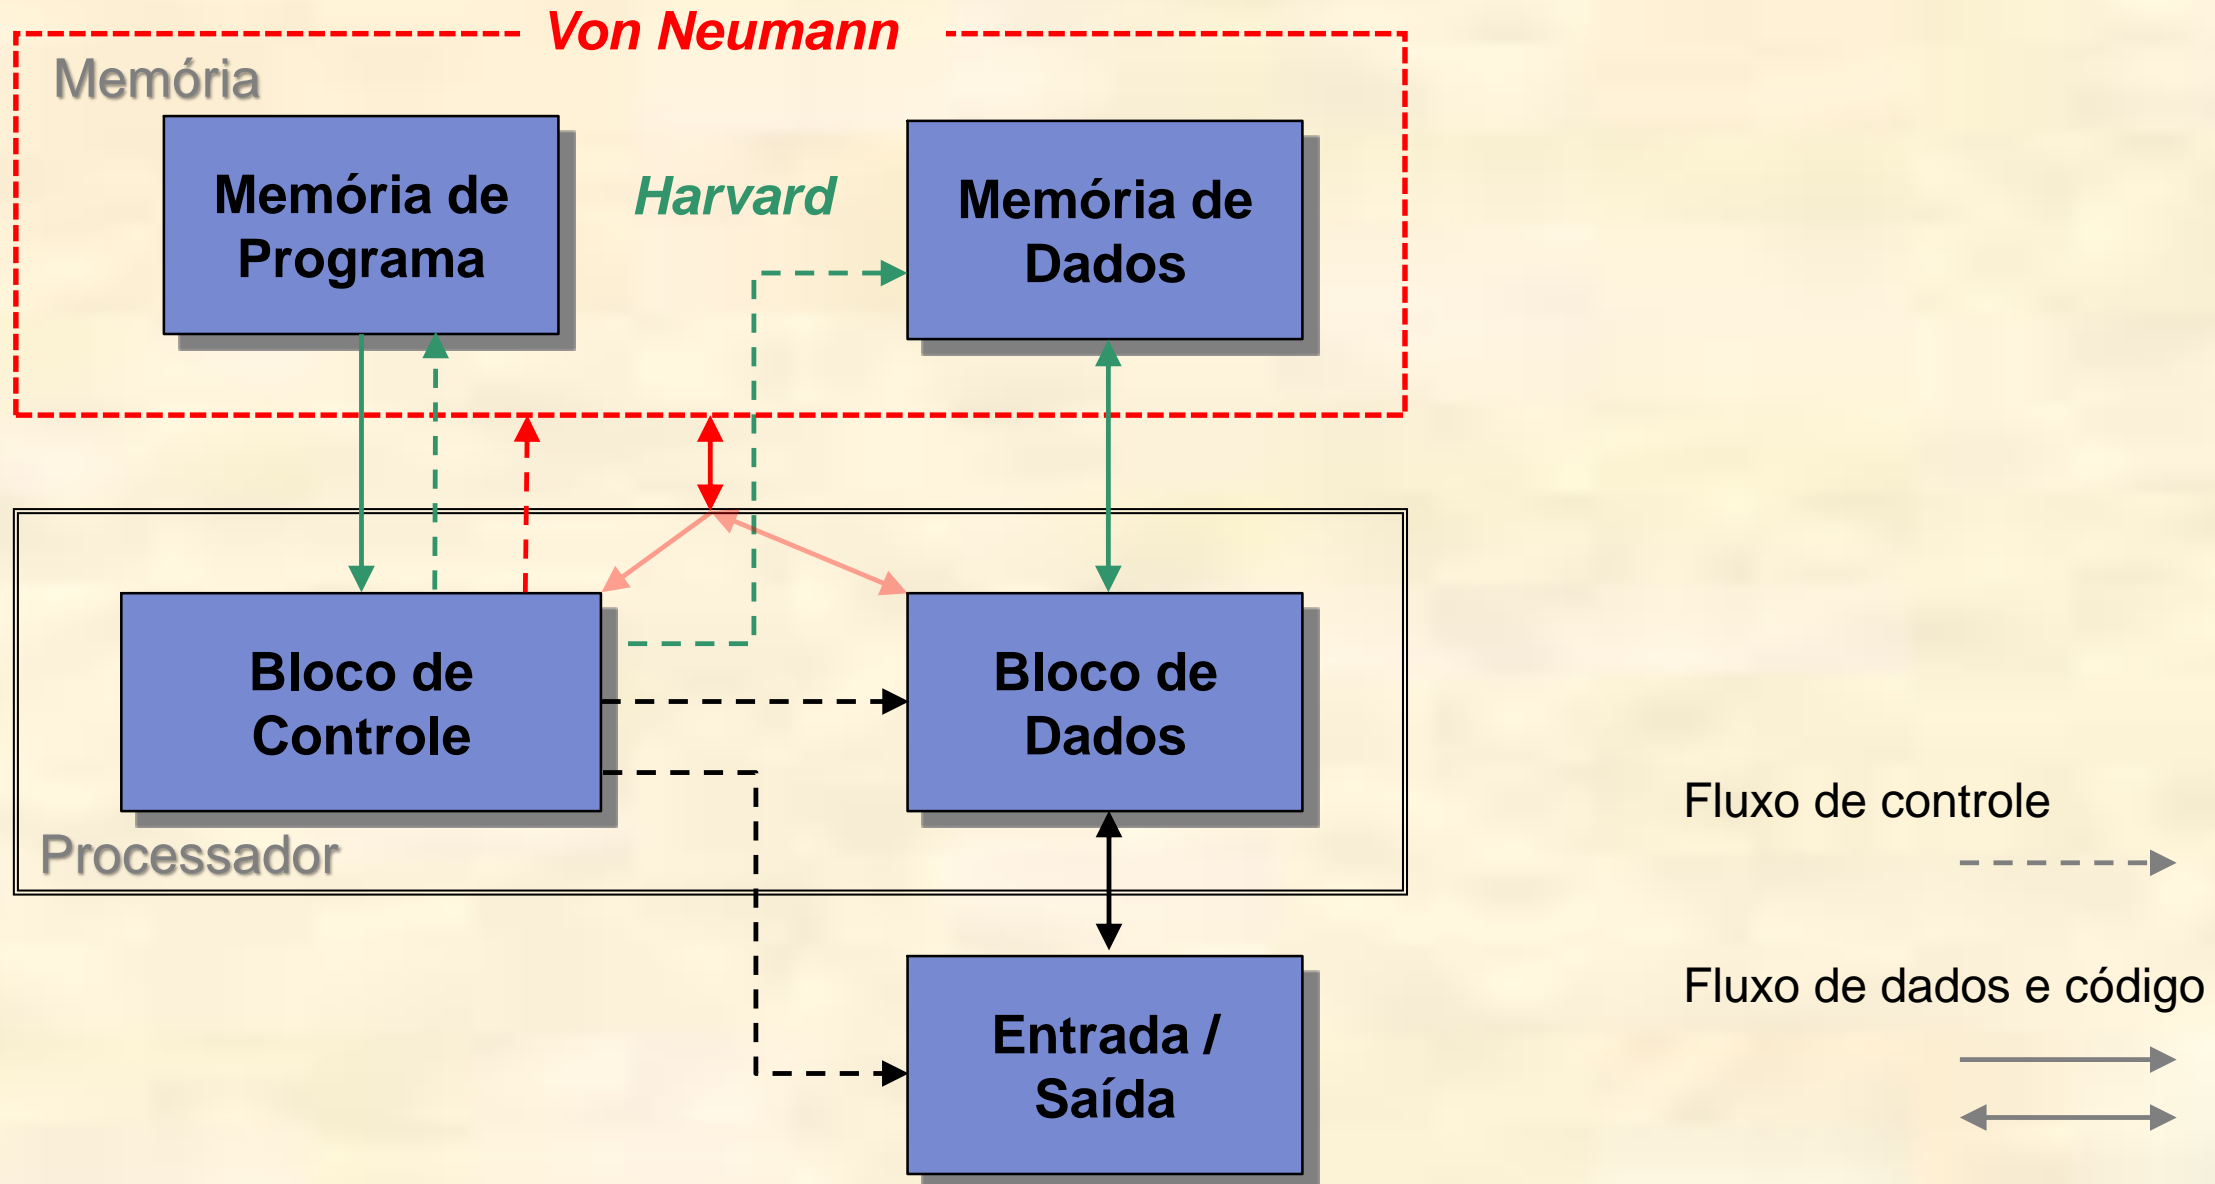 Von Neumann
Memória
Memória de
Programa
Harvard
Memória de
Dados
Bloco de
Controle
Bloco de
Dados
Processador
Entrada /
Saída
Fluxo de controle
Fluxo de dados e código